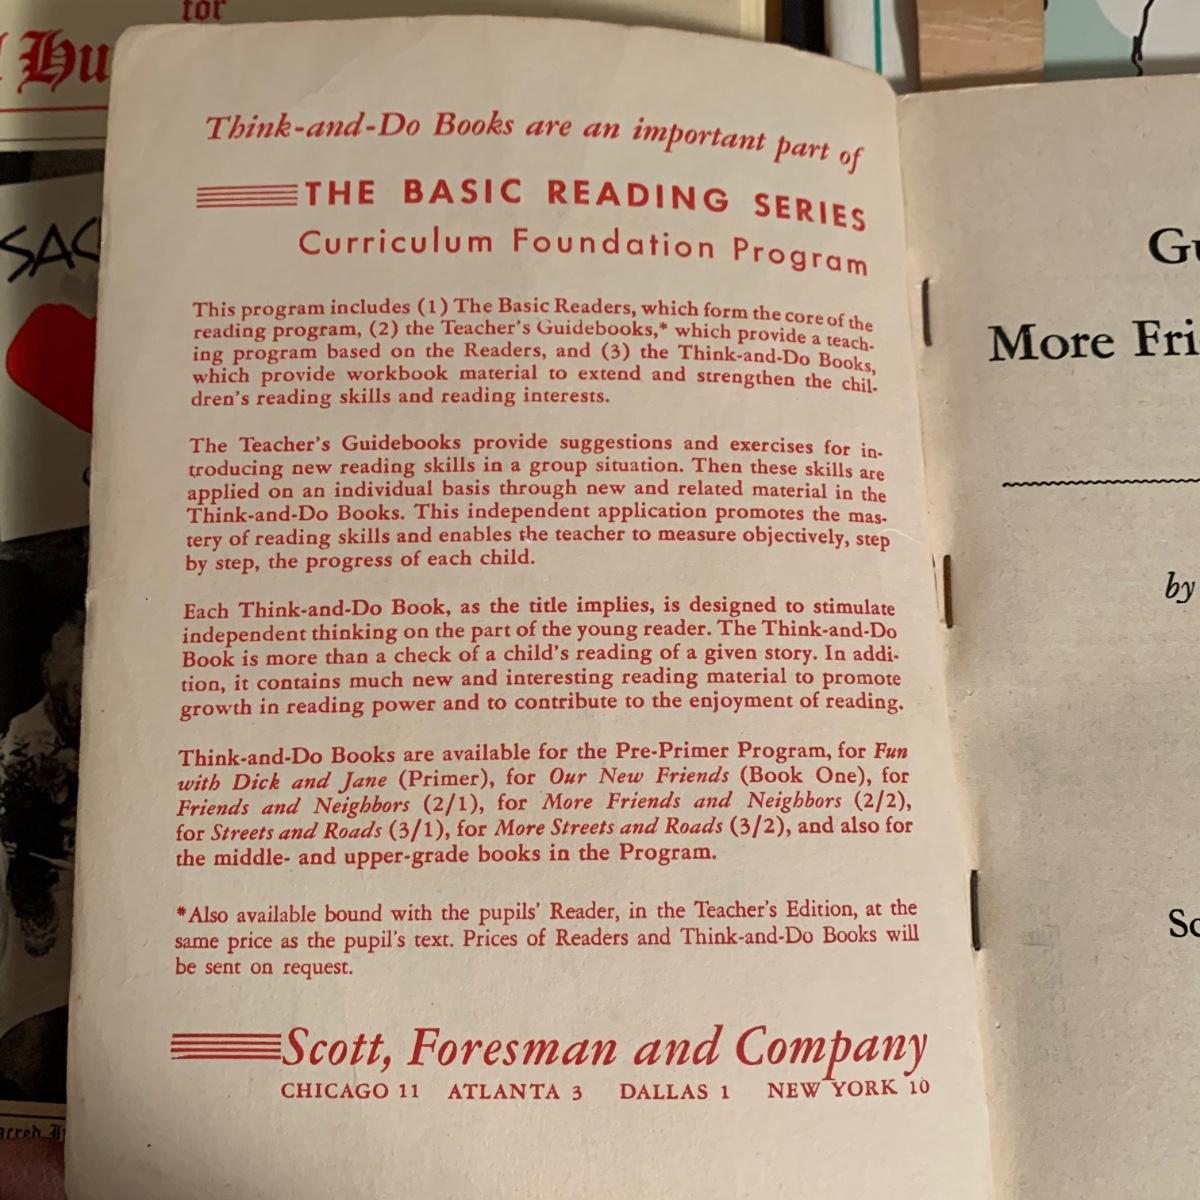 for
Hu
SAC
Think-and-Do Books are an important part of
THE BASIC READING SERIES
Curriculum Foundation Program
This program includes (1) The Basic Readers, which form the core of the
reading program, (2) the Teacher's Guidebooks,* which provide a teach-
ing program based on the Readers, and (3) the Think-and-Do Books,
which provide workbook material to extend and strengthen the chil-
dren's reading skills and reading interests.
The Teacher's Guidebooks provide suggestions and exercises for in-
troducing new reading skills in a group situation. Then these skills are
applied on an individual basis through new and related material in the
Think-and-Do Books. This independent application promotes the mas-
tery of reading skills and enables the teacher to measure objectively, step
by step, the progress of each child.
Each Think-and-Do Book, as the title implies, is designed to stimulate
independent thinking on the part of the young reader. The Think-and-Do
Book is more than a check of a child's reading of a given story. In addi-
tion, it contains much new and interesting reading material to promote
growth in reading power and to contribute to the enjoyment of reading.
Think-and-Do Books are available for the Pre-Primer Program, for Fun
with Dick and Jane (Primer), for Our New Friends (Book One), for
Friends and Neighbors (2/1), for More Friends and Neighbors (2/2),
for Streets and Roads (3/1), for More Streets and Roads (3/2), and also for
the middle- and upper-grade books in the Program.
*Also available bound with the pupils' Reader, in the Teacher's Edition, at the
same price as the pupil's text. Prices of Readers and Think-and-Do Books will
be sent on request.
Scott, Foresman and Company
CHICAGO 11 ATLANTA 3 DALLAS 1 NEW YORK 10
Gu
More Fri
by
Sc